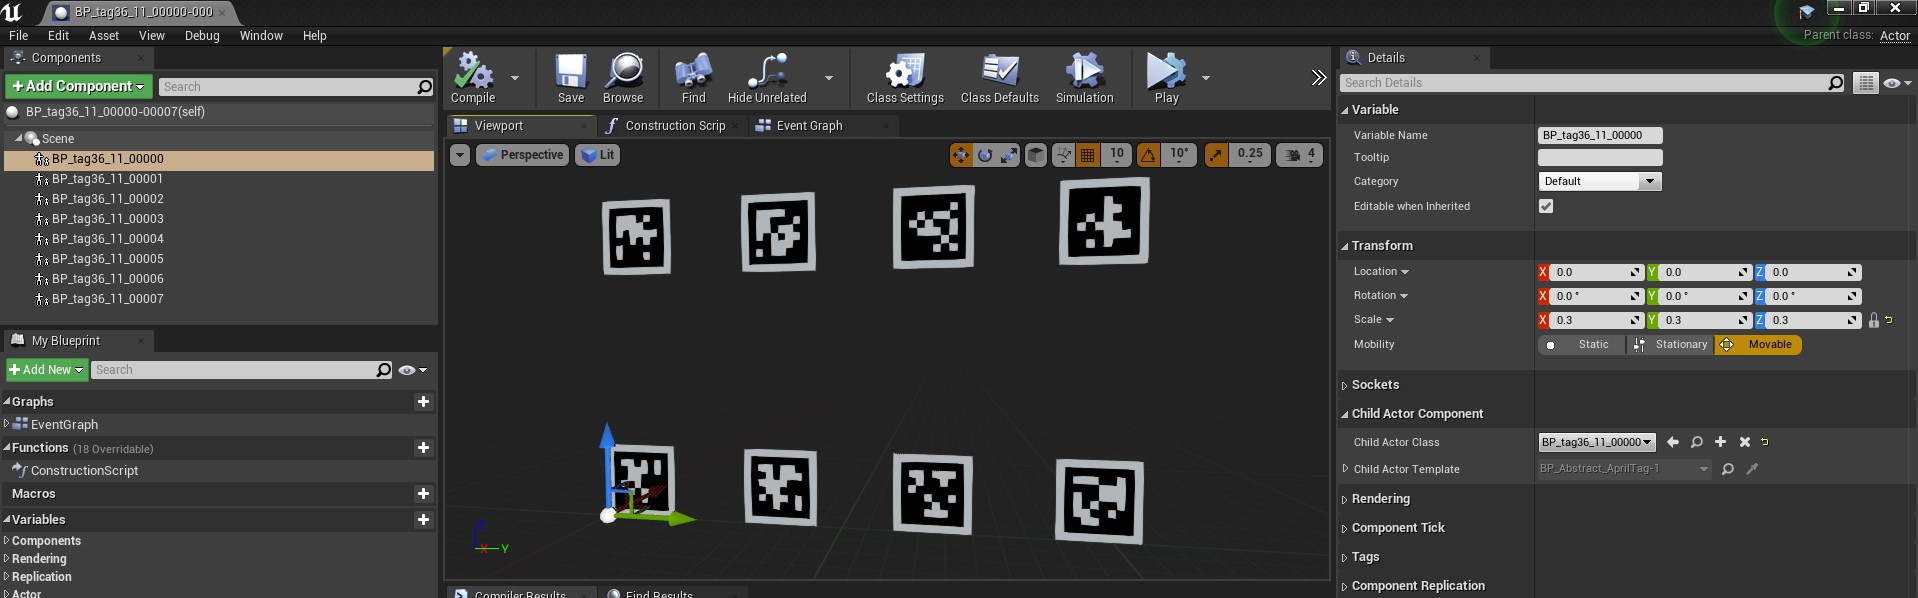 BP_tag36_11_00000-000
File Edit Asset View Debug Window Help
Parent class: Actor
Components
+Add Component
Search
BP_tag36_11_00000-00007(self)
Scene
BP_tag36_11_00000
BP_tag36_11_00001
BP_tag36_11_00002
BP_tag36_11_00003
BP_tag36_11_00004
BP_tag36_11_00005
BP_tag36_11_00006
BP_tag36_11_00007
My Blueprint
+Add New
Search
Graphs
EventGraph
Functions (18 Overridable)
ConstructionScript
Macros
Variables
Components
Rendering
Replication
Actor
Compile Save Browse Find Hide Unrelated Class Settings Class Defaults Simulation Play
Viewport Construction Scrip Event Graph
Perspective Lit 10 10° 0.25 4
X Y
Compiler Results Find Results
Details
Search Details
Variable
Variable Name BP_tag36_11_00000
Tooltip
Category Default
Editable when Inherited
Transform
Location X 0.0 Y 0.0 Z 0.0
Rotation X 0.0 ° Y 0.0 ° Z 0.0 °
Scale X 0.3 Y 0.3 Z 0.3
Mobility Static Stationary Movable
Sockets
Child Actor Component
Child Actor Class BP_tag36_11_00000
Child Actor Template BP_Abstract_AprilTag-1
Rendering
Component Tick
Tags
Component Replication